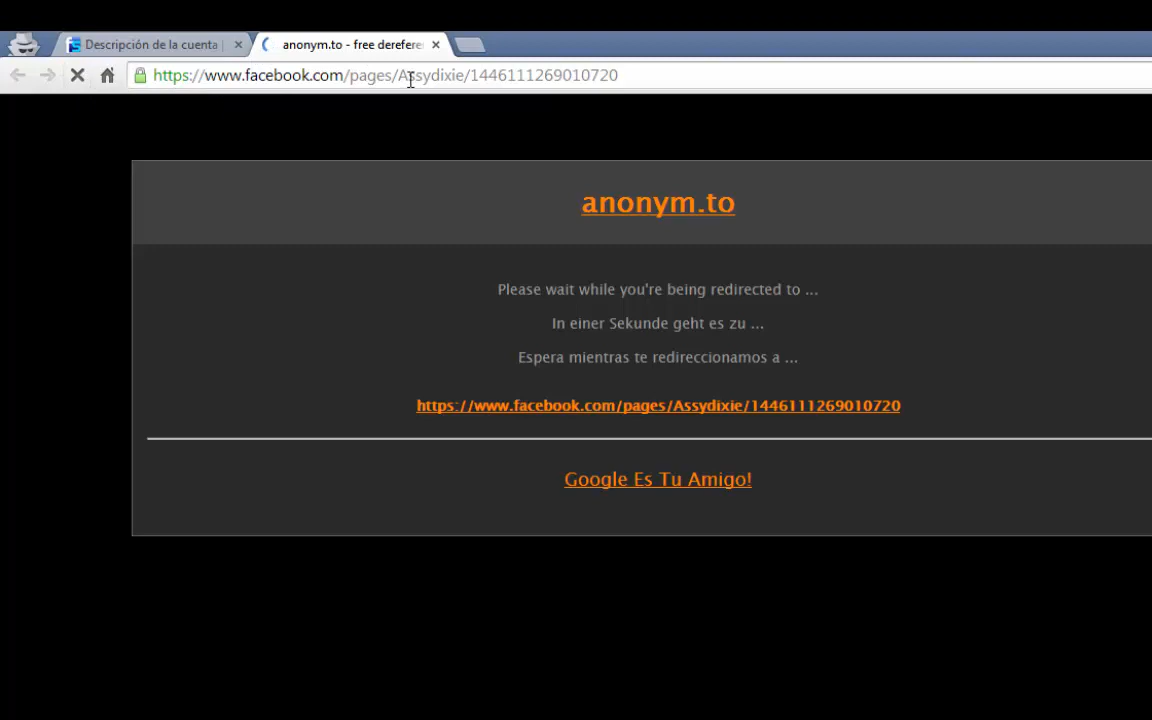 Descripción de la cuenta
anonym.to - free derefere
https://www.facebook.com/pages/Assydixie/1446111269010720
anonym.to
Please wait while you're being redirected to ...
In einer Sekunde geht es zu ...
Espera mientras te redireccionamos a ...
https://www.facebook.com/pages/Assydixie/1446111269010720
Google Es Tu Amigo!